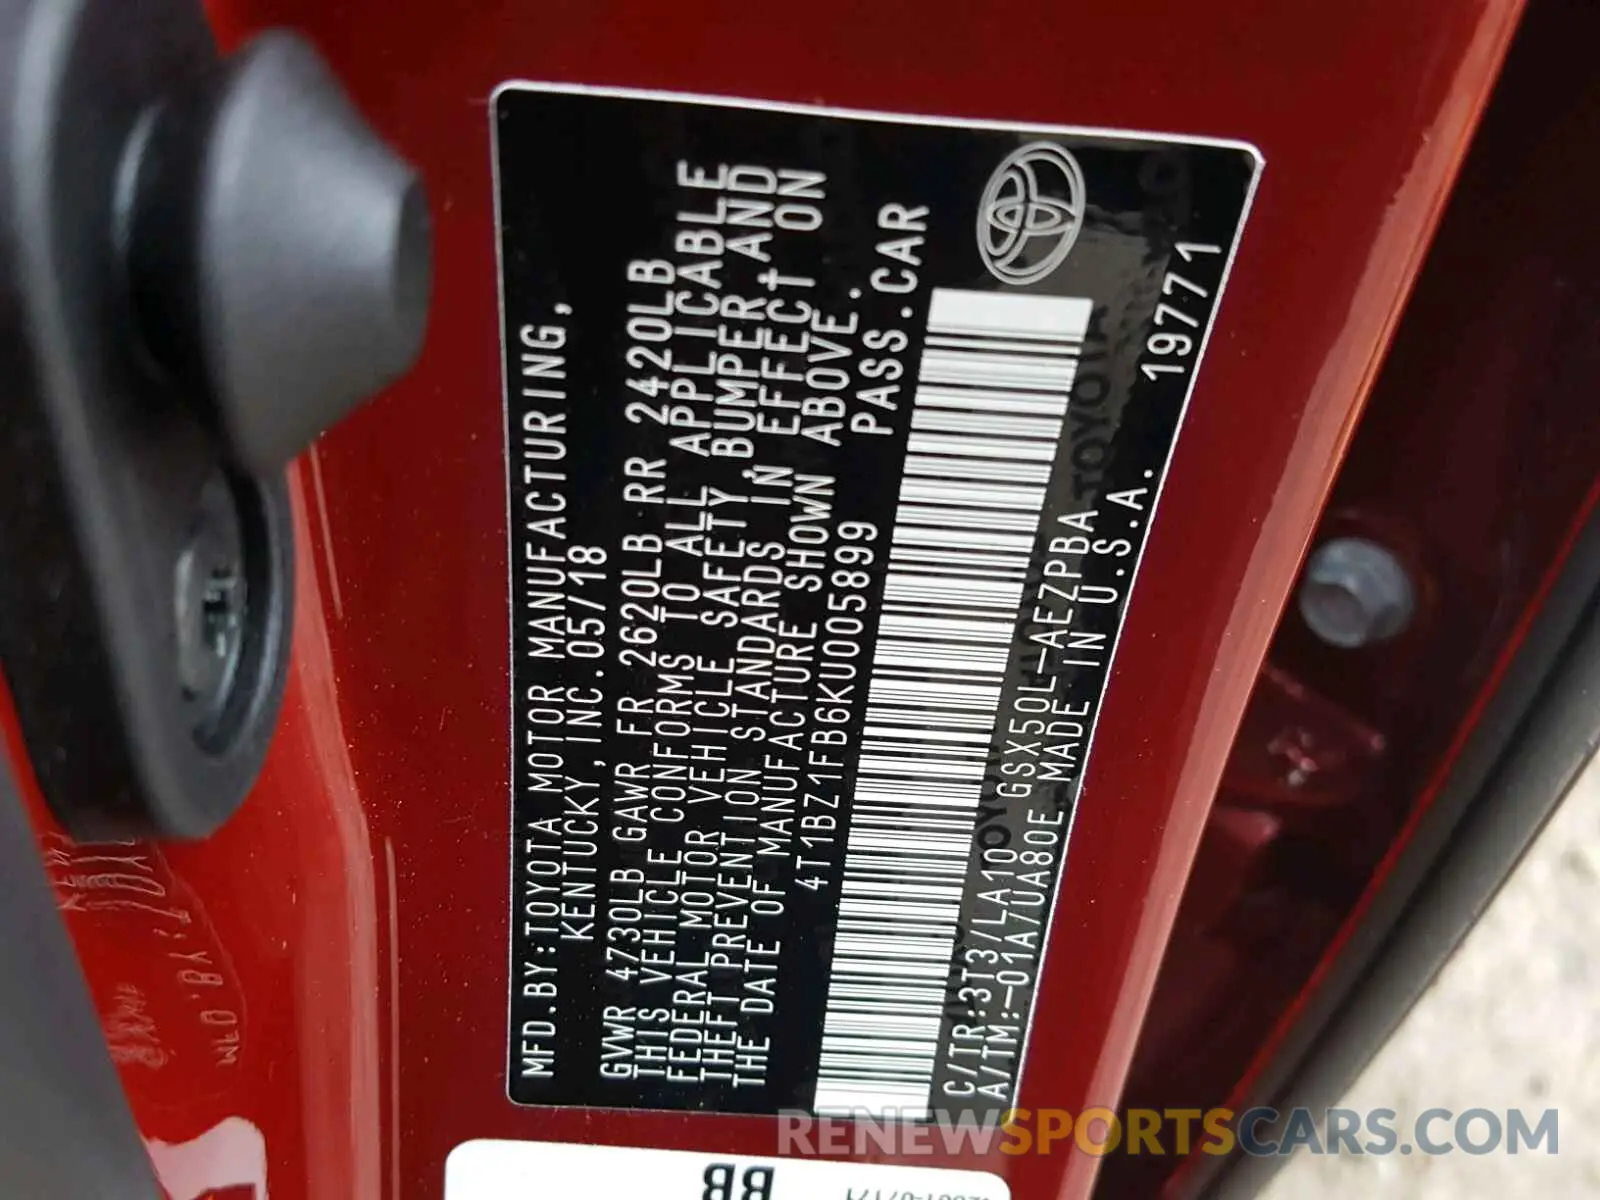 MFD.BY:TOYOTA MOTOR MANUFACTURING,
KENTUCKY,INC.05/18
GVWR 4730LB GAWR FR 2620LB RR 2420LB
THIS VEHICLE CONFORMS TO ALL APPLICABLE
FEDERAL MOTOR VEHICLE SAFETY,BUMPER,AND
THEFT PREVENTION STANDARDS IN EFFECT ON
THE DATE OF MANUFACTURE SHOWN ABOVE.
4T1BZ1FB6KU005899 PASS.CAR
C/TR:3T3/LA10 GSX50L-AEZPBA 19771
A/TM:-01A/UA80E MADE IN U.S.A.
TOYOTA
BB
RENEWSPORTSCARS.COM